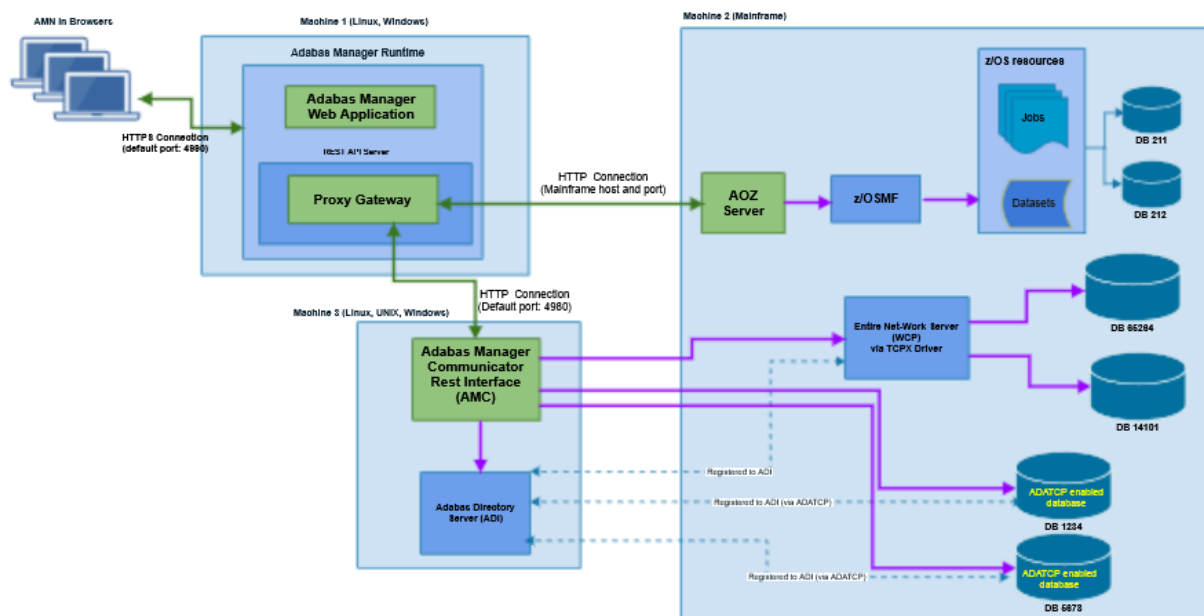 AMN in Browsers
HTTPS Connection
(default port: 4990)
Machine 1 (Linux, Windows)
Adabas Manager Runtime
Adabas Manager
Web Application
REST API Server
Proxy Gateway
HTTP Connection
(Mainframe host and port)
HTTP Connection
(Default port: 4980)
Machine 2 (Mainframe)
AOZ
Server
z/OSMF
z/OS resources
Jobs
Datasets
DB 211
DB 212
Machine 3 (Linux, UNIX, Windows)
Adabas Manager
Communicator
Rest Interface
(AMC)
Adabas Directory
Server (ADI)
Entire Net-Work Server
(WCP)
via TCPX Driver
DB 65284
DB 14101
Registered to ADI
Registered to ADI (via ADATCP)
Registered to ADI (via ADATCP)
ADATCP enabled
database
DB 1234
ADATCP enabled
database
DB 5678